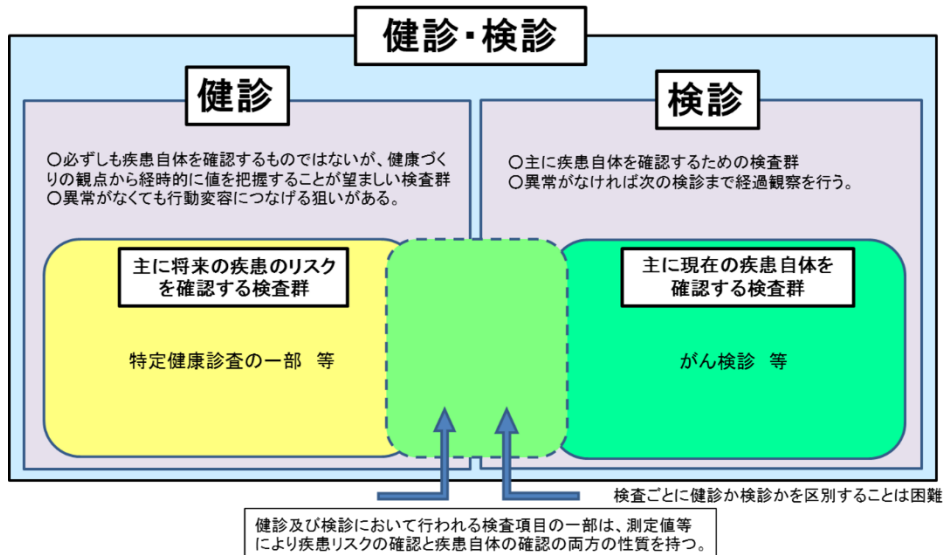 健診・検診
健診
○必ずしも疾患自体を確認するものではないが、健康づく
りの観点から経時的に値を把握することが望ましい検査群
○異常がなくても行動変容につなげる狙いがある。
主に将来の疾患のリスク
を確認する検査群
特定健康診査の一部　等
検診
○主に疾患自体を確認するための検査群
○異常がなければ次の検診まで経過観察を行う。
主に現在の疾患自体を
確認する検査群
がん検診　等
検査ごとに健診か検診かを区別することは困難
健診及び検診において行われる検査項目の一部は、測定値等
により疾患リスクの確認と疾患自体の確認の両方の性質を持つ。